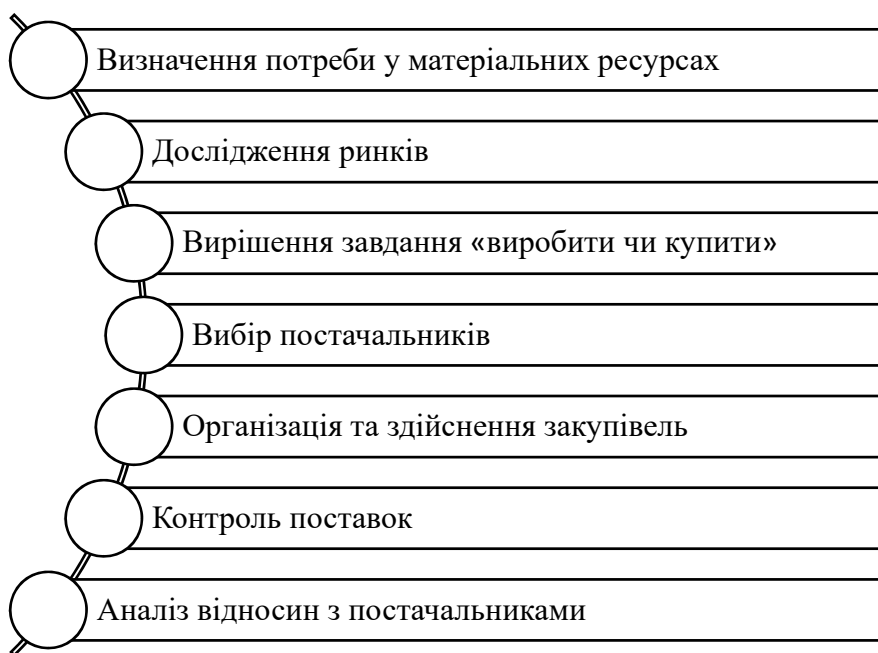 Визначення потреби у матеріальних ресурсах
Дослідження ринків
Вирішення завдання «виробити чи купити»
Вибір постачальників
Організація та здійснення закупівель
Контроль поставок
Аналіз відносин з постачальниками